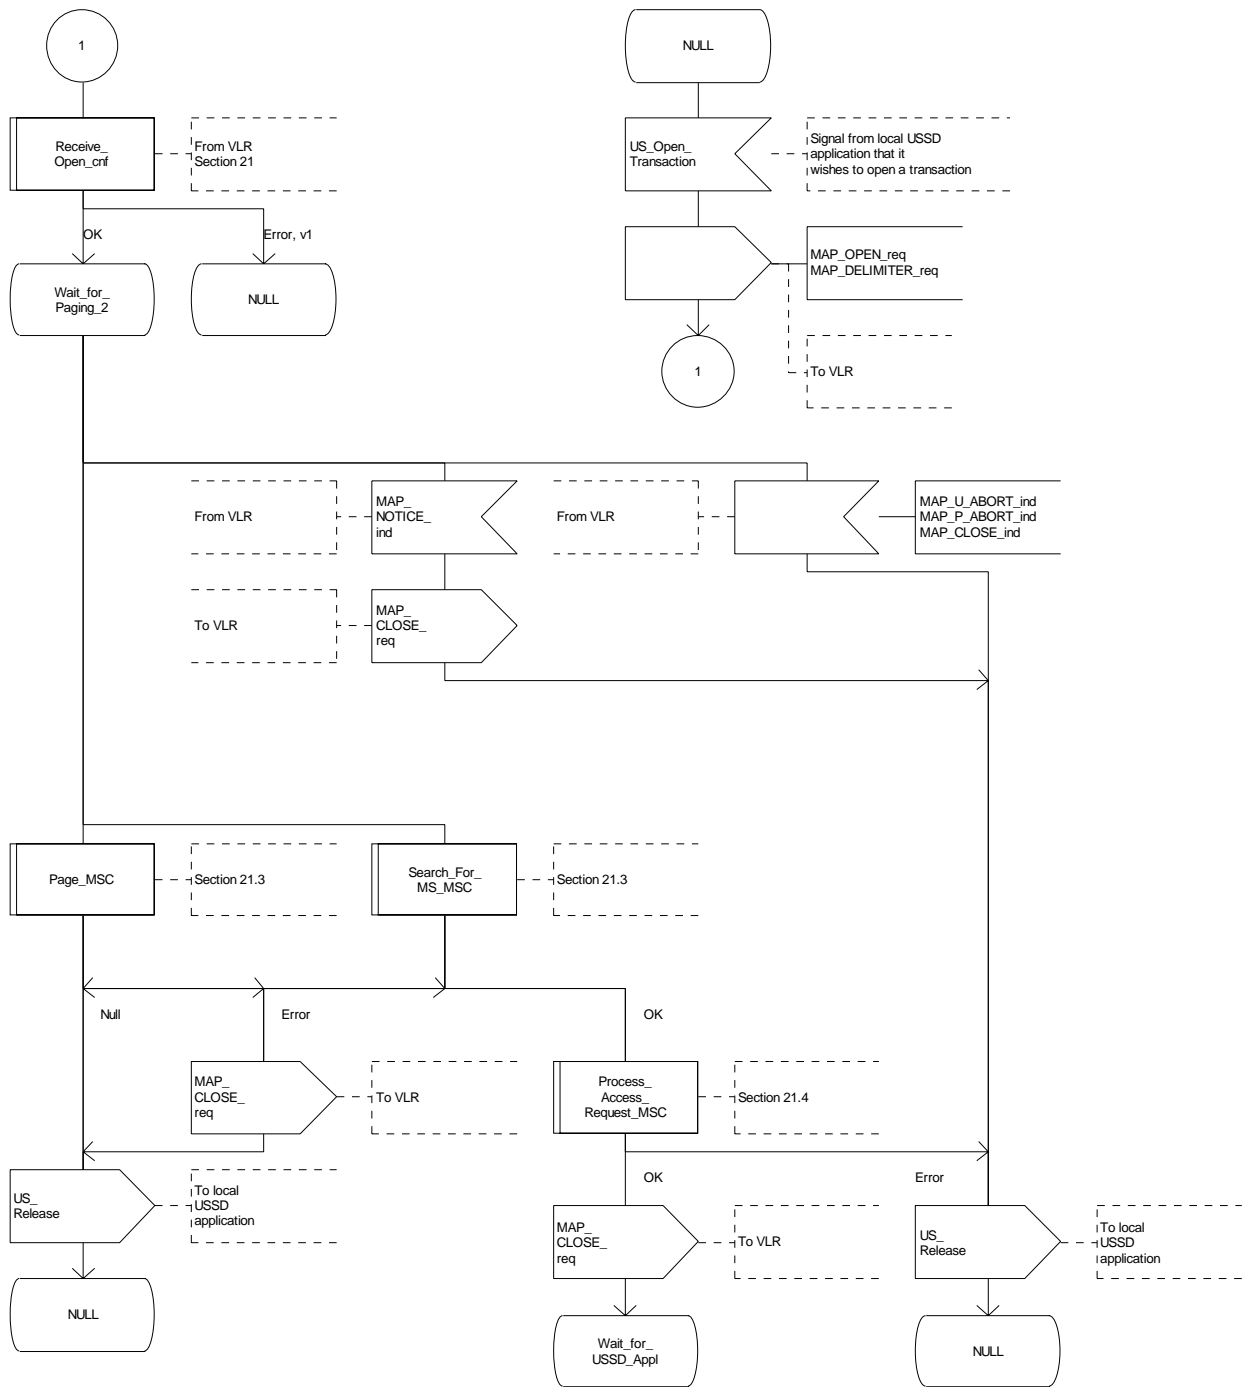 1
NULL
Receive_
Open_cnf
From VLR
Section 21
US_Open_
Transaction
Signal from local USSD
application that it
wishes to open a transaction
OK
Error, v1
MAP_OPEN_req
MAP_DELIMITER_req
Wait_for_
Paging_2
NULL
1
To VLR
From VLR
MAP_
NOTICE_
ind
From VLR
MAP_U_ABORT_ind
MAP_P_ABORT_ind
MAP_CLOSE_ind
To VLR
MAP_
CLOSE_
req
Page_MSC
Section 21.3
Search_For_
MS_MSC
Section 21.3
Null
Error
OK
MAP_
CLOSE_
req
To VLR
Process_
Access_
Request_MSC
Section 21.4
US_
Release
To local
USSD
application
OK
Error
MAP_
CLOSE_
req
To VLR
US_
Release
To local
USSD
application
NULL
Wait_for_
USSD_Appl
NULL